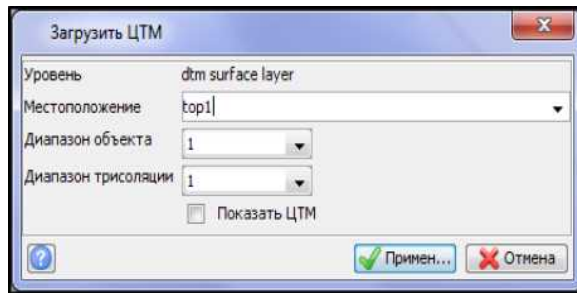 Загрузить ЦТМ
Уровень dtm surface layer
Местоположение top1
Диапазон объекта 1
Диапазон трисоляции 1
Показать ЦТМ
Примен... Отмена